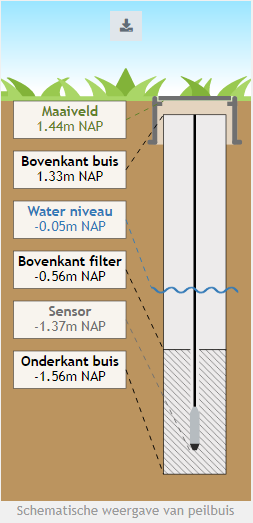 Maaiveld
1.44m NAP
Bovenkant buis
1.33m NAP
Water niveau
-0.05m NAP
Bovenkant filter
-0.56m NAP
Sensor
-1.37m NAP
Onderkant buis
-1.56m NAP
Schematische weergave van peilbuis